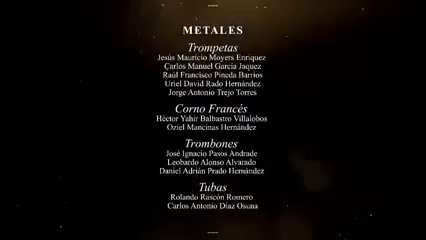 METALES
Trompetas
Jesús Mauricio Moyers Enriquez
Carlos Manuel García Jaquez
Raúl Francisco Pineda Barrios
Uriel David Rado Hernández
Jorge Antonio Trejo Torres
Corno Francés
Héctor Yahir Balbastro Villalobos
Oziel Mancinas Hernández
Trombones
José Ignacio Pasos Andrade
Leobardo Alonso Alvarado
Daniel Adrián Prado Hernández
Tubas
Rolando Rascón Romero
Carlos Antonio Díaz Osuna